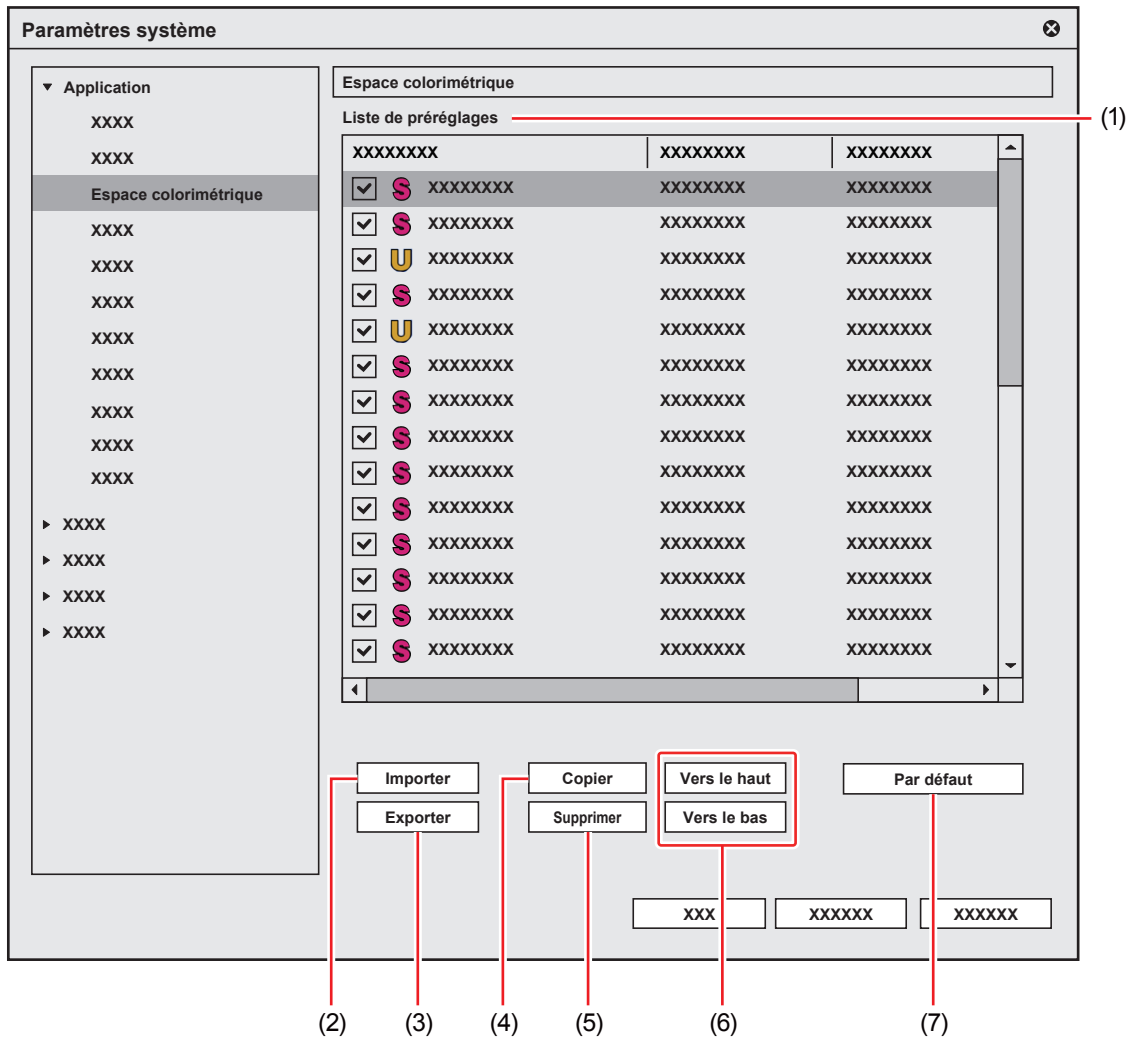 Paramètres système
Application
XXXX
XXXX
Espace colorimétrique
XXXX
XXXX
XXXX
XXXX
XXXX
XXXX
XXXX
XXXX
XXXX
XXXX
XXXX
XXXX
Espace colorimétrique
Liste de préréglages (1)
XXXXXXXX XXXXXXXX XXXXXXXX
S XXXXXXXX XXXXXXXX XXXXXXXX
S XXXXXXXX XXXXXXXX XXXXXXXX
U XXXXXXXX XXXXXXXX XXXXXXXX
S XXXXXXXX XXXXXXXX XXXXXXXX
U XXXXXXXX XXXXXXXX XXXXXXXX
S XXXXXXXX XXXXXXXX XXXXXXXX
S XXXXXXXX XXXXXXXX XXXXXXXX
S XXXXXXXX XXXXXXXX XXXXXXXX
S XXXXXXXX XXXXXXXX XXXXXXXX
S XXXXXXXX XXXXXXXX XXXXXXXX
S XXXXXXXX XXXXXXXX XXXXXXXX
S XXXXXXXX XXXXXXXX XXXXXXXX
S XXXXXXXX XXXXXXXX XXXXXXXX
S XXXXXXXX XXXXXXXX XXXXXXXX
Importer Copier Vers le haut Par défaut
Exporter Supprimer Vers le bas
XXX XXXXXX XXXXXX
(2) (3) (4) (5) (6) (7)